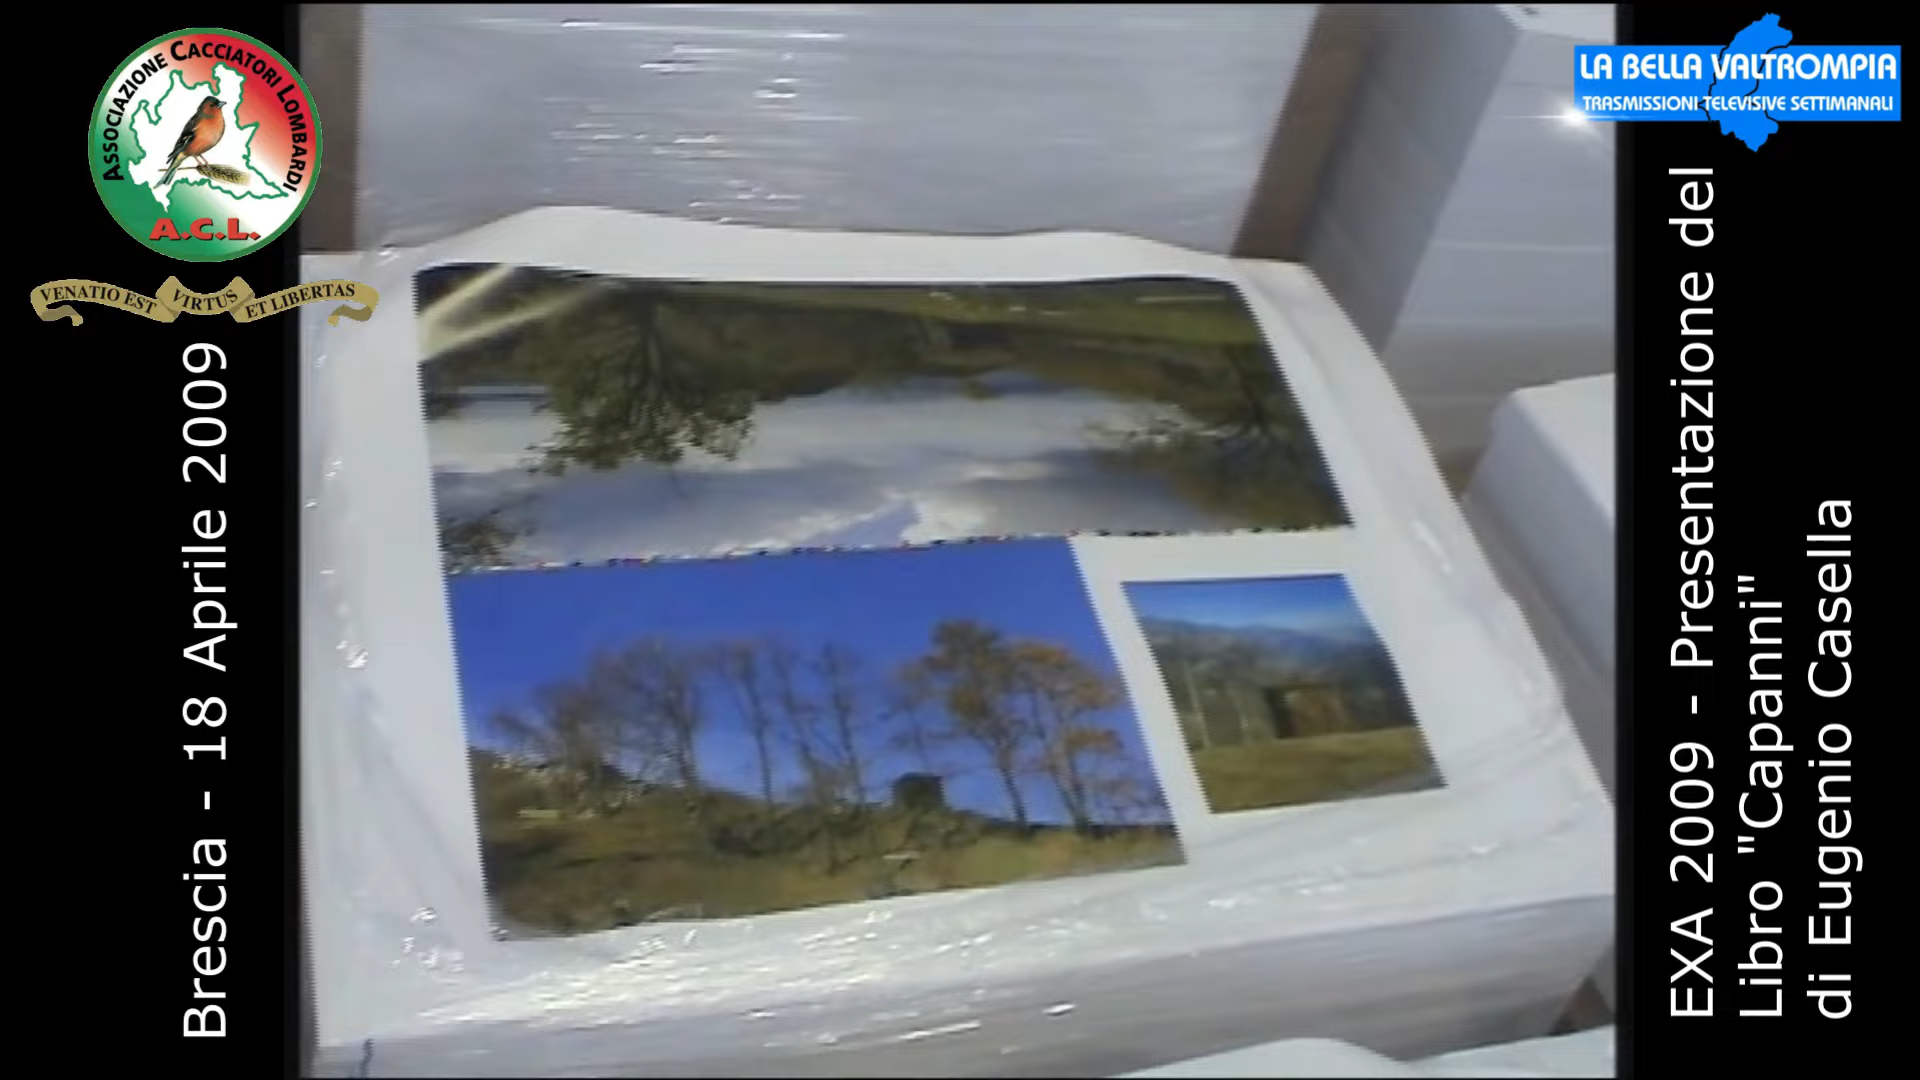 ASSOCIAZIONE CACCIATORI LOMBARDI
A.C.L.
VENATIO EST VIRTUS ET LIBERTAS
LA BELLA VALTROMPIA
TRASMISSIONI TELEVISIVE SETTIMANALI
Brescia - 18 Aprile 2009
EXA 2009 - Presentazione del
Libro "Capanni"
di Eugenio Casella